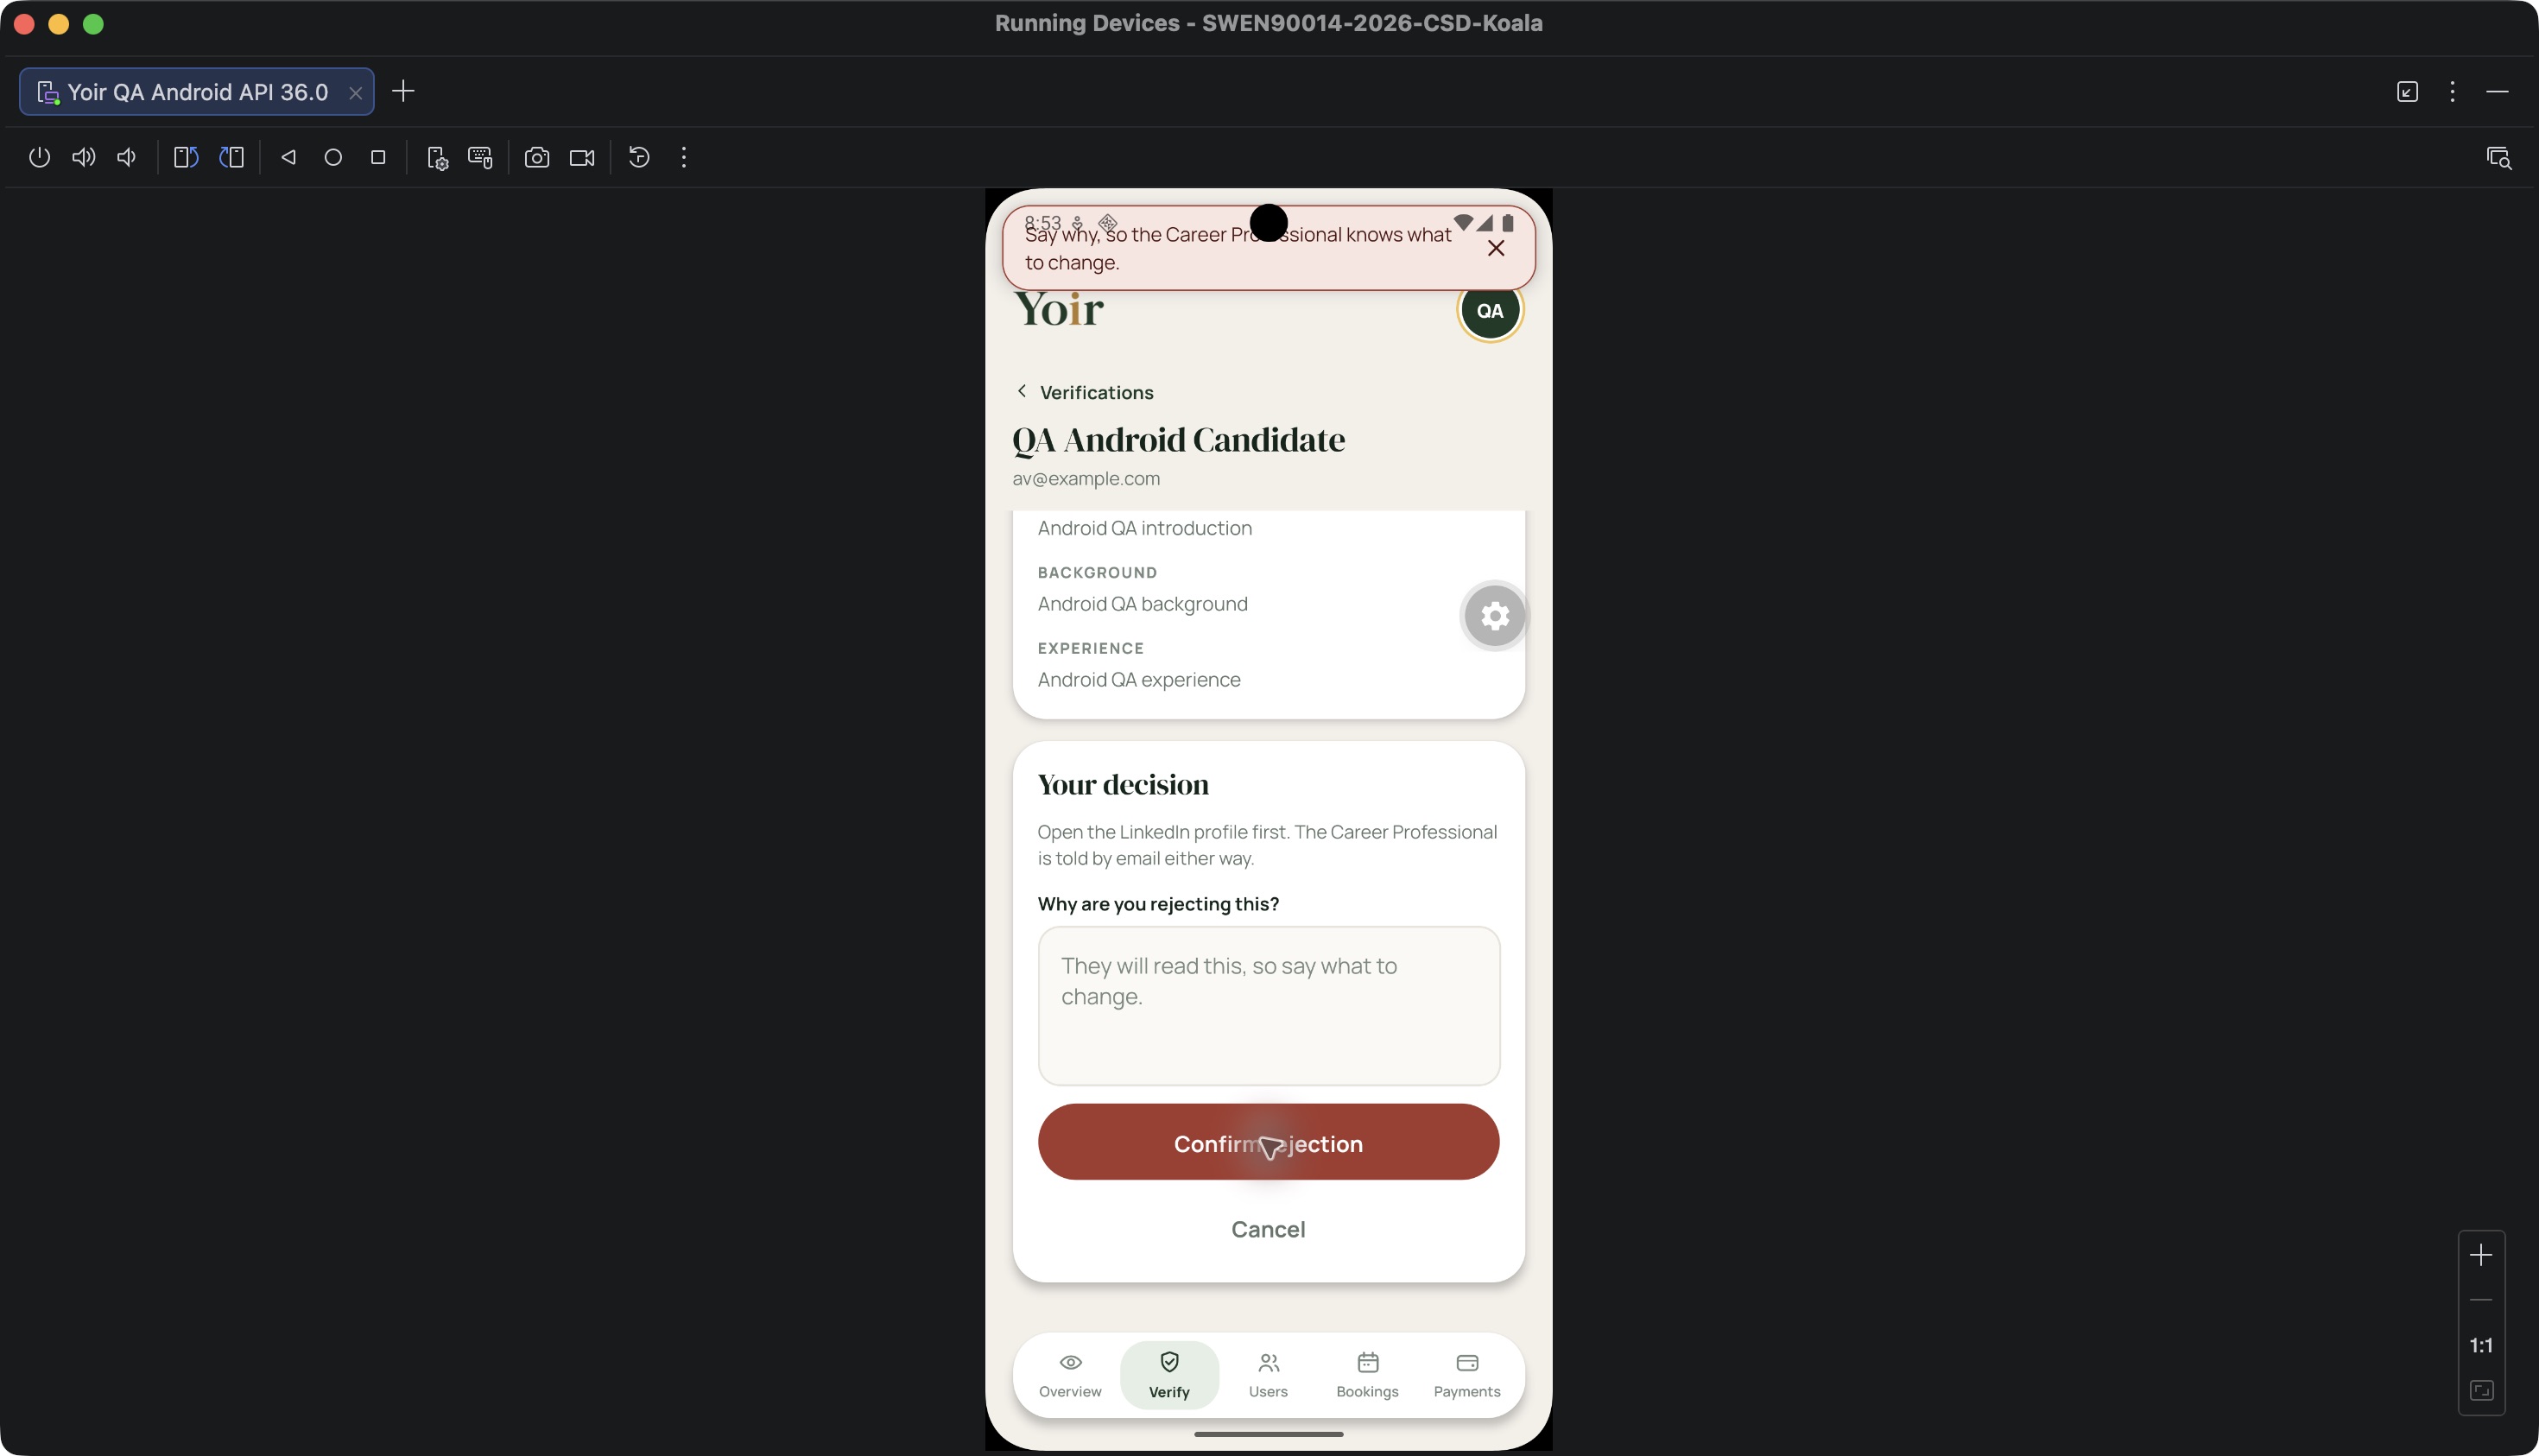 Running Devices - SWEN90014-2026-CSD-Koala
Yoir QA Android API 36.0
8:53
Say why, so the Career Professional knows what
to change.
Yoir
QA
Verifications
QA Android Candidate
av@example.com
Android QA introduction
BACKGROUND
Android QA background
EXPERIENCE
Android QA experience
Your decision
Open the LinkedIn profile first. The Career Professional
is told by email either way.
Why are you rejecting this?
They will read this, so say what to
change.
Confirm rejection
Cancel
1:1
Overview
Verify
Users
Bookings
Payments